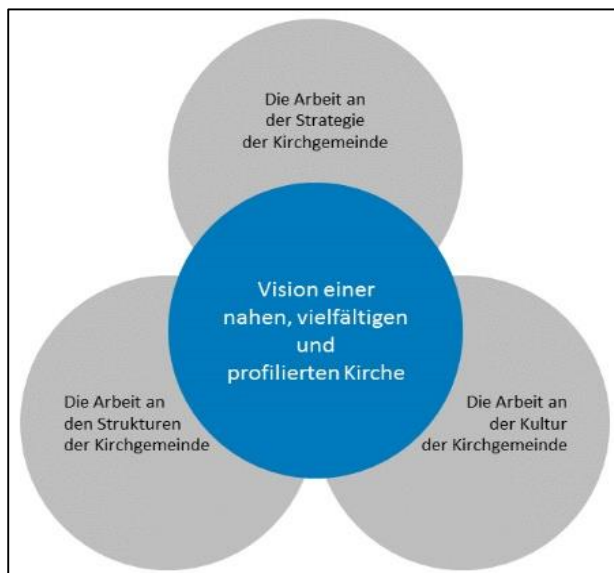 Die Arbeit an
der Strategie
der Kirchgemeinde
Vision einer
nahen, vielfältigen
und
profilierten Kirche
Die Arbeit an
den Strukturen
der Kirchgemeinde
Die Arbeit an
der Kultur
der Kirchgemeinde